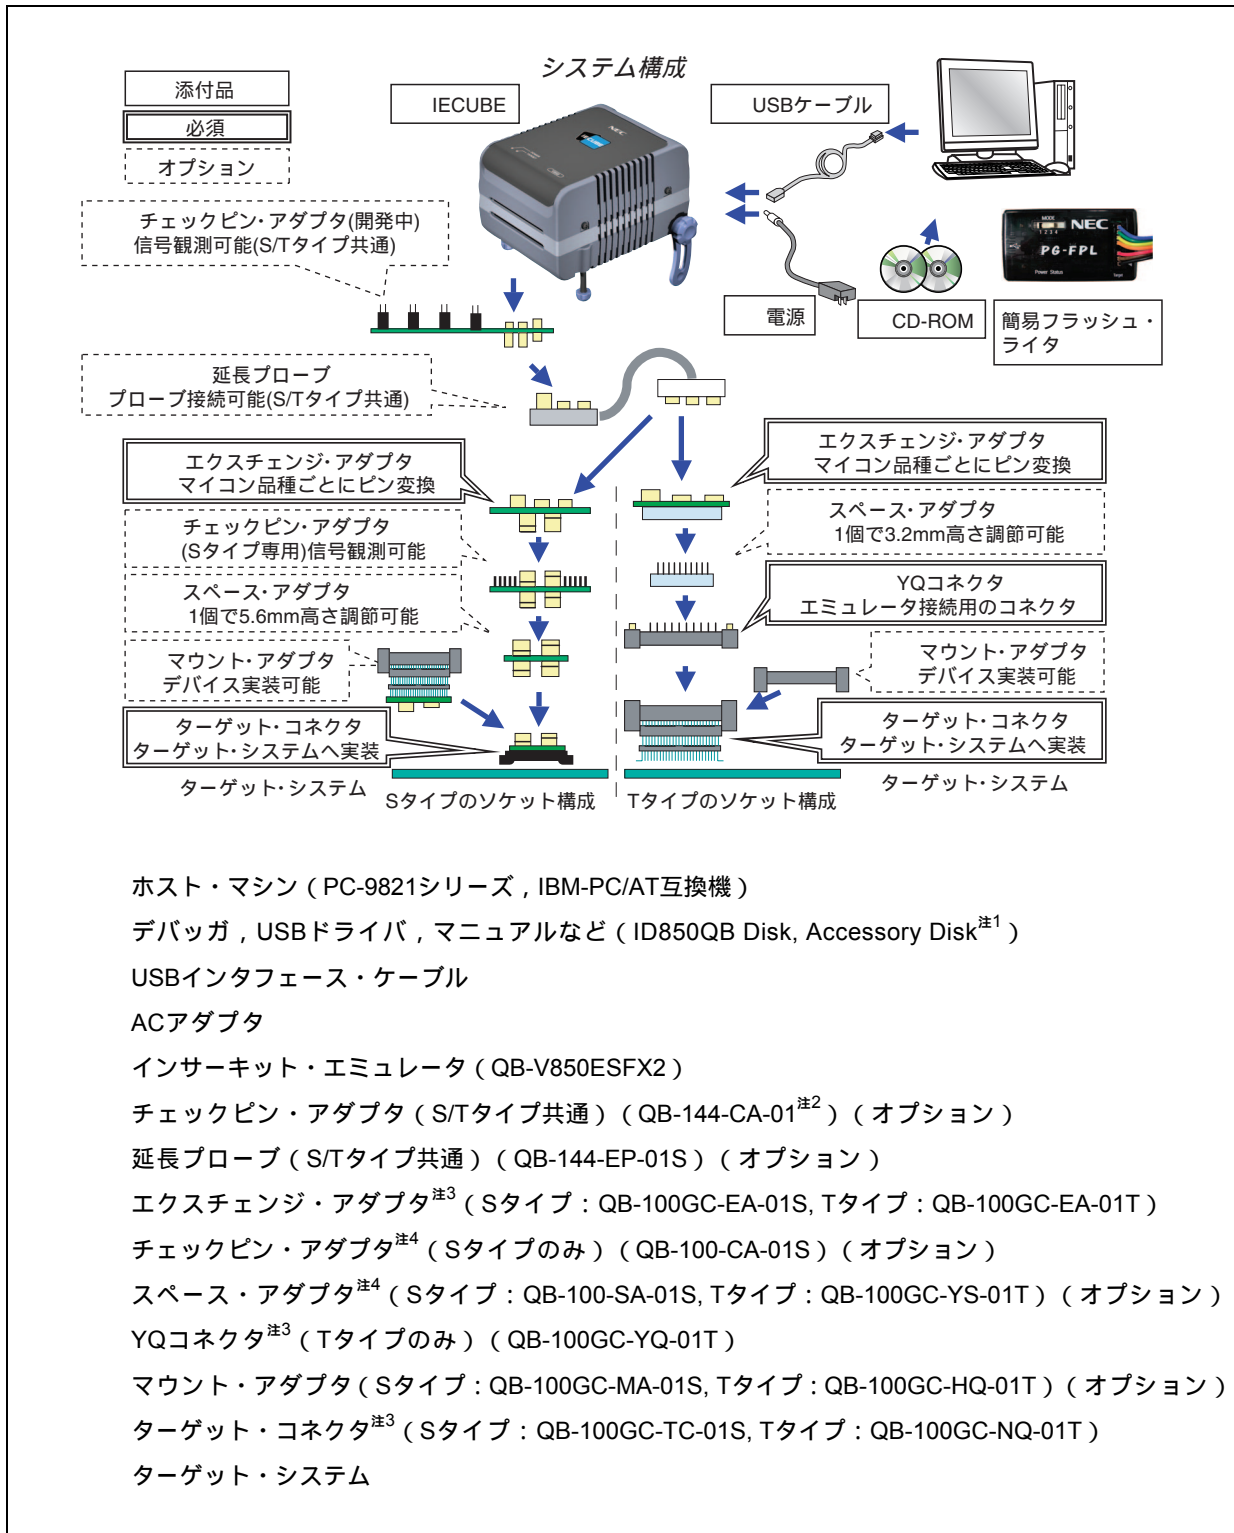 システム構成
添付品
必須
オプション
IECUBE
USBケーブル
NEC
チェックピン・アダプタ(開発中)
信号観測可能(S/Tタイプ共通)
MODE
1 2 3 4
NEC
PG-FPL
Power Status
Target
電源
CD-ROM
簡易フラッシュ・
ライタ
延長プローブ
プローブ接続可能(S/Tタイプ共通)
エクスチェンジ・アダプタ
マイコン品種ごとにピン変換
チェックピン・アダプタ
(Sタイプ専用)信号観測可能
スペース・アダプタ
1個で5.6mm高さ調節可能
マウント・アダプタ
デバイス実装可能
ターゲット・コネクタ
ターゲット・システムへ実装
ターゲット・システム
Sタイプのソケット構成
エクスチェンジ・アダプタ
マイコン品種ごとにピン変換
スペース・アダプタ
1個で3.2mm高さ調節可能
YQコネクタ
エミュレータ接続用のコネクタ
マウント・アダプタ
デバイス実装可能
ターゲット・コネクタ
ターゲット・システムへ実装
ターゲット・システム
Tタイプのソケット構成
ホスト・マシン（PC-9821シリーズ，IBM-PC/AT互換機）
デバッガ，USBドライバ，マニュアルなど（ID850QB Disk, Accessory Disk注1）
USBインタフェース・ケーブル
ACアダプタ
インサーキット・エミュレータ（QB-V850ESFX2）
チェックピン・アダプタ（S/Tタイプ共通）（QB-144-CA-01注2）（オプション）
延長プローブ（S/Tタイプ共通）（QB-144-EP-01S）（オプション）
エクスチェンジ・アダプタ注3（Sタイプ：QB-100GC-EA-01S, Tタイプ：QB-100GC-EA-01T）
チェックピン・アダプタ注4（Sタイプのみ）（QB-100-CA-01S）（オプション）
スペース・アダプタ注4（Sタイプ：QB-100-SA-01S, Tタイプ：QB-100GC-YS-01T）（オプション）
YQコネクタ注3（Tタイプのみ）（QB-100GC-YQ-01T）
マウント・アダプタ（Sタイプ：QB-100GC-MA-01S, Tタイプ：QB-100GC-HQ-01T）（オプション）
ターゲット・コネクタ注3（Sタイプ：QB-100GC-TC-01S, Tタイプ：QB-100GC-NQ-01T）
ターゲット・システム